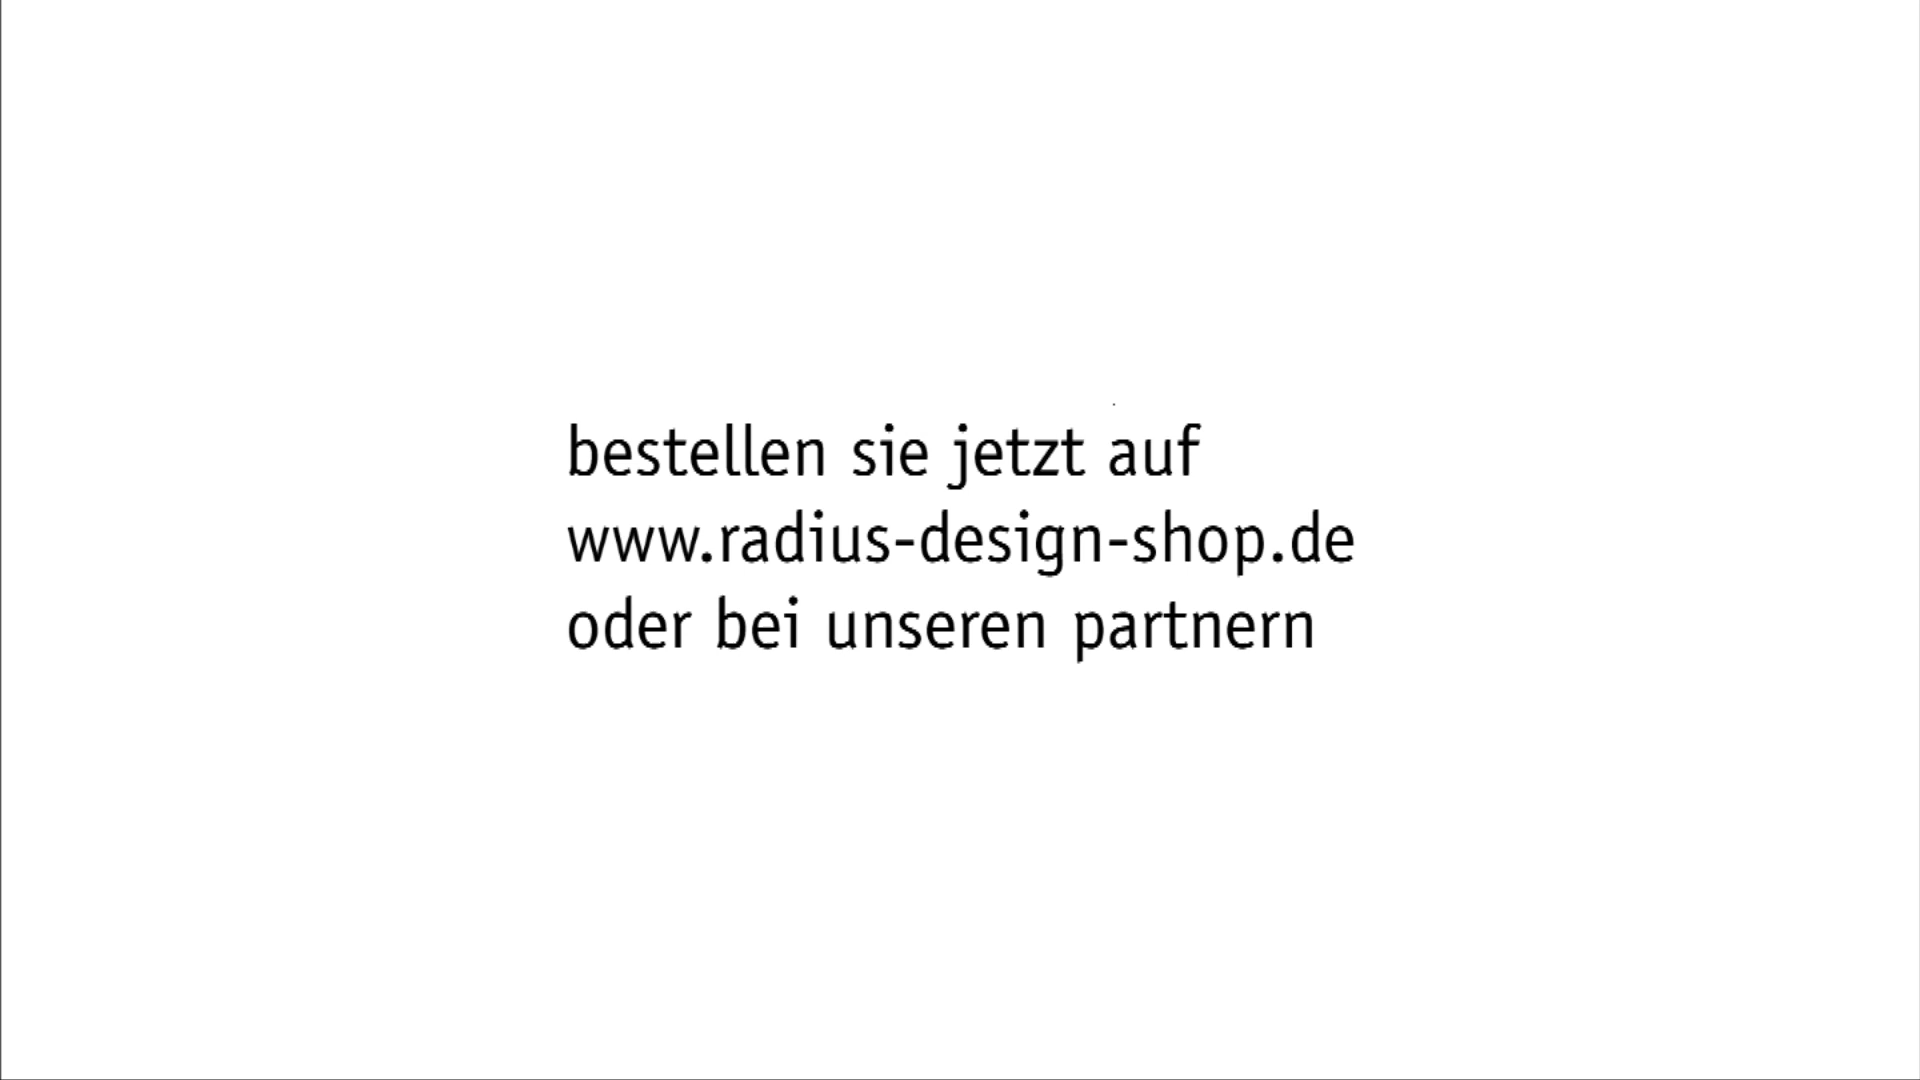 bestellen sie jetzt auf
www.radius-design-shop.de
oder bei unseren partnern